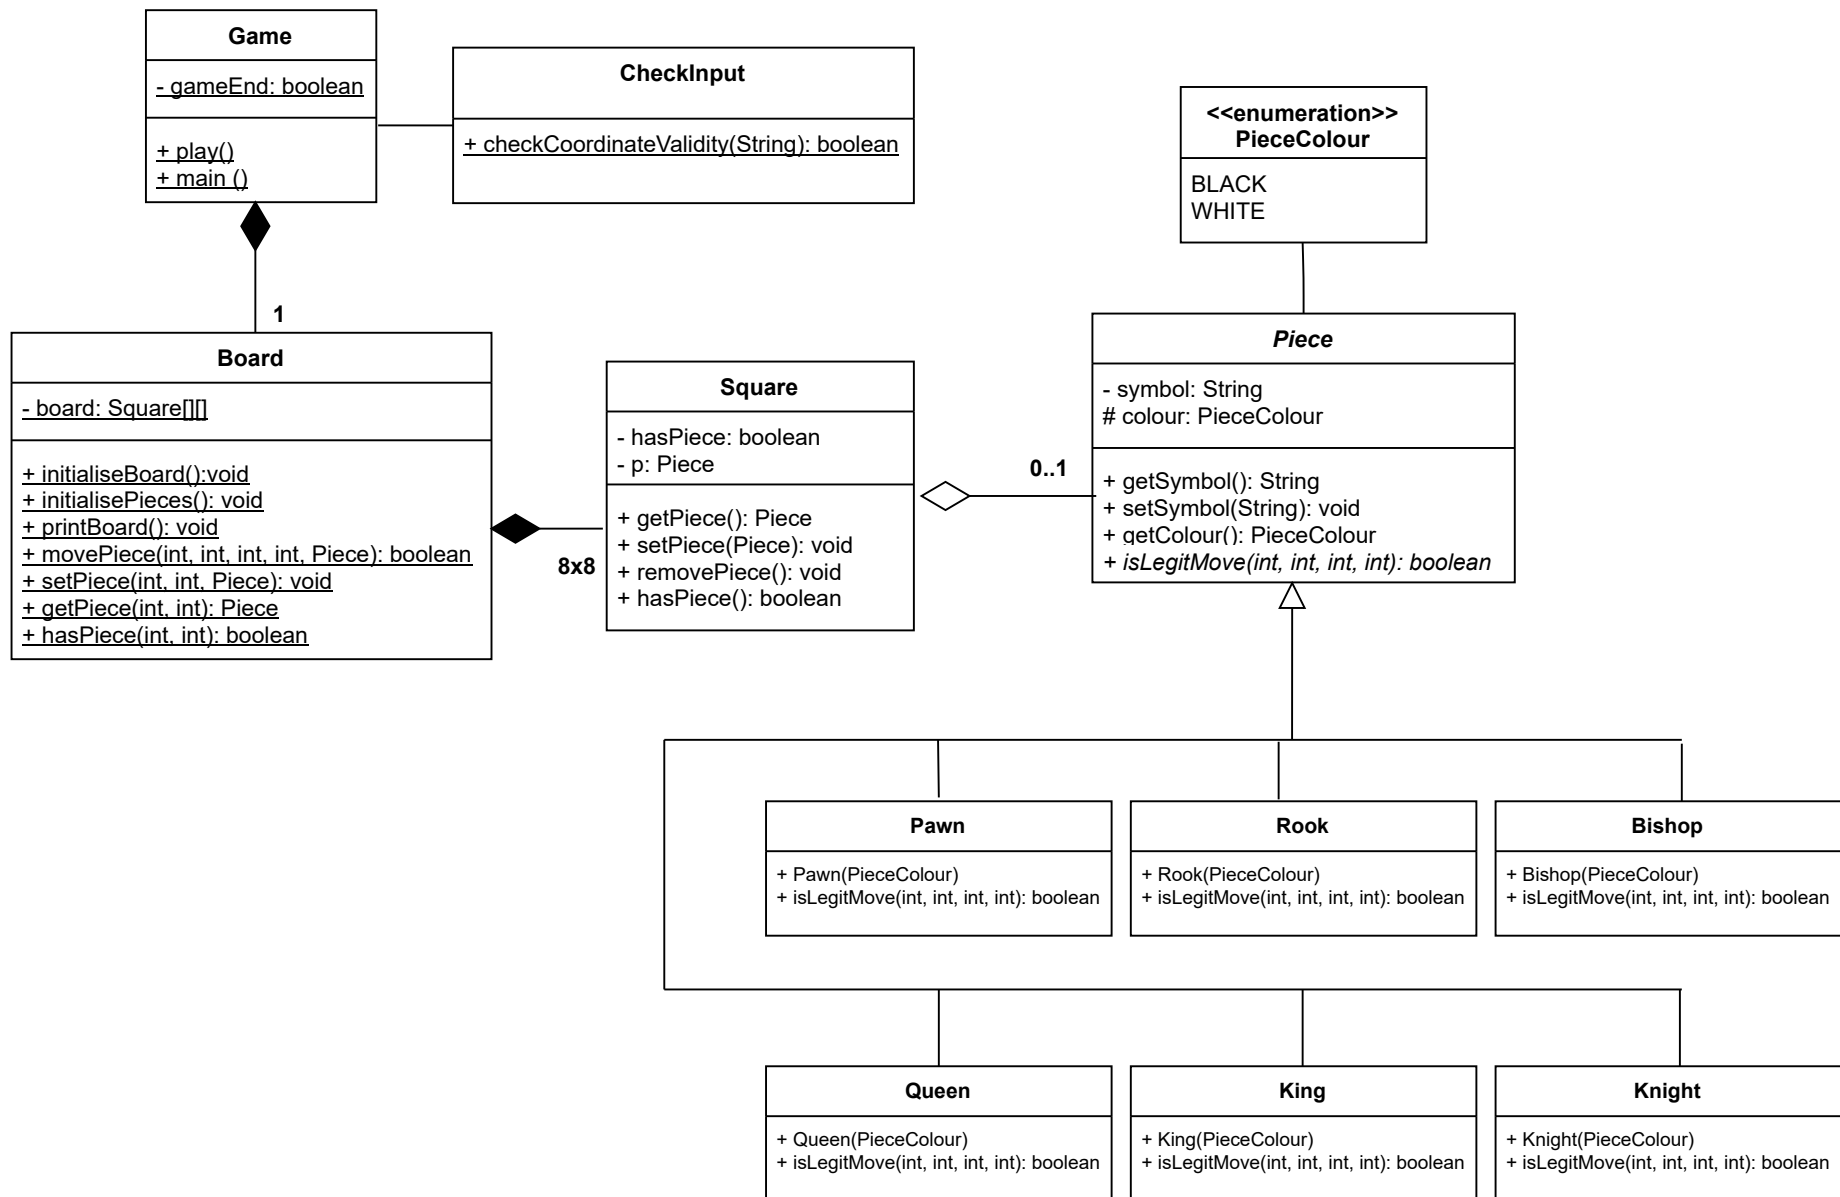 Game
- gameEnd: boolean
+ play()
+ main ()
CheckInput
+ checkCoordinateValidity(String): boolean
<<enumeration>>
PieceColour
BLACK
WHITE
1
Board
- board: Square[][]
+ initialiseBoard():void
+ initialisePieces(): void
+ printBoard(): void
+ movePiece(int, int, int, int, Piece): boolean
+ setPiece(int, int, Piece): void
+ getPiece(int, int): Piece
+ hasPiece(int, int): boolean
8x8
Square
- hasPiece: boolean
- p: Piece
+ getPiece(): Piece
+ setPiece(Piece): void
+ removePiece(): void
+ hasPiece(): boolean
0..1
Piece
- symbol: String
# colour: PieceColour
+ getSymbol(): String
+ setSymbol(String): void
+ getColour(): PieceColour
+ isLegitMove(int, int, int, int): boolean
Pawn
+ Pawn(PieceColour)
+ isLegitMove(int, int, int, int): boolean
Rook
+ Rook(PieceColour)
+ isLegitMove(int, int, int, int): boolean
Bishop
+ Bishop(PieceColour)
+ isLegitMove(int, int, int, int): boolean
Queen
+ Queen(PieceColour)
+ isLegitMove(int, int, int, int): boolean
King
+ King(PieceColour)
+ isLegitMove(int, int, int, int): boolean
Knight
+ Knight(PieceColour)
+ isLegitMove(int, int, int, int): boolean